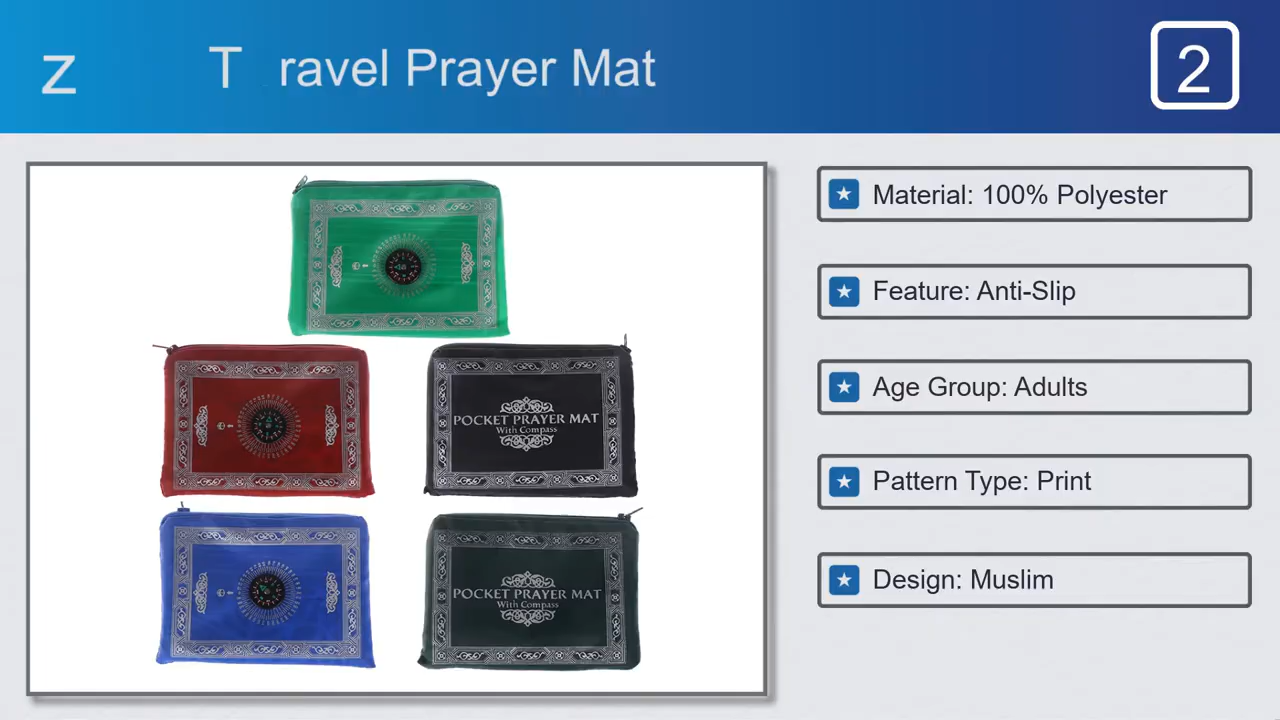 z T ravel Prayer Mat 2
Material: 100% Polyester
Feature: Anti-Slip
Age Group: Adults
Pattern Type: Print
Design: Muslim
POCKET PRAYER MAT
With Compass
POCKET PRAYER MAT
With Compass